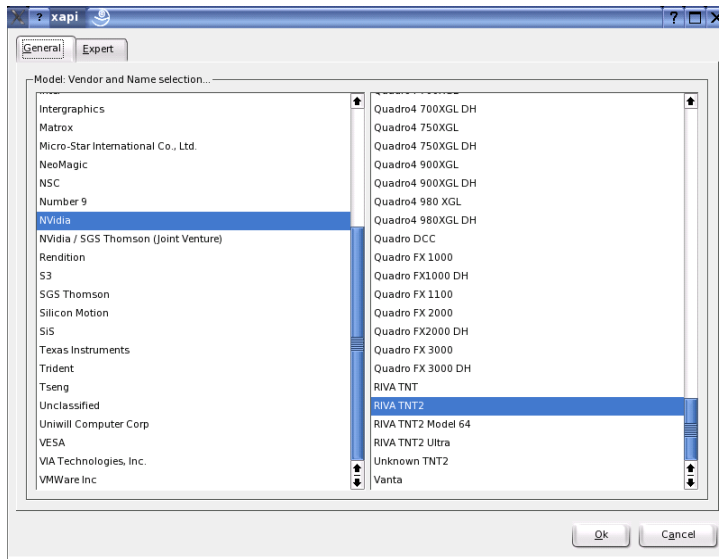 ? xapi
General
Expert
Model: Vendor and Name selection...
Intergraphics
Matrox
Micro-Star International Co., Ltd.
NeoMagic
NSC
Number 9
NVidia
NVidia / SGS Thomson (Joint Venture)
Rendition
S3
SGS Thomson
Silicon Motion
SiS
Texas Instruments
Trident
Tseng
Unclassified
Uniwill Computer Corp
VESA
VIA Technologies, Inc.
VMWare Inc
Quadro4 700XGL DH
Quadro4 750XGL
Quadro4 750XGL DH
Quadro4 900XGL
Quadro4 900XGL DH
Quadro4 980 XGL
Quadro4 980XGL DH
Quadro DCC
Quadro FX 1000
Quadro FX1000 DH
Quadro FX 1100
Quadro FX 2000
Quadro FX2000 DH
Quadro FX 3000
Quadro FX 3000 DH
RIVA TNT
RIVA TNT2
RIVA TNT2 Model 64
RIVA TNT2 Ultra
Unknown TNT2
Vanta
Ok
Cancel